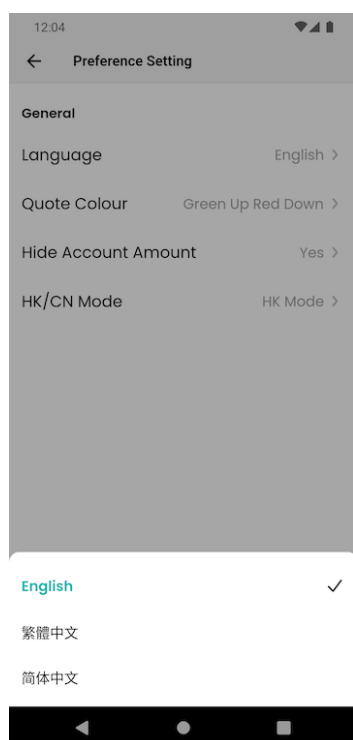 12:04
Preference Setting
General
Language English
Quote Colour Green Up Red Down
Hide Account Amount Yes
HK/CN Mode HK Mode
English
繁體中文
简体中文